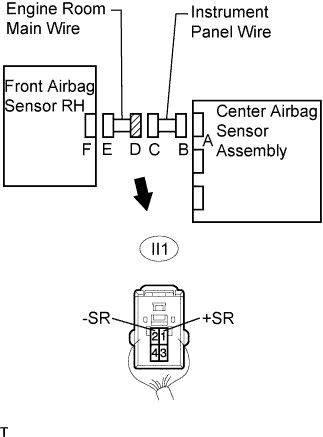 Engine Room
Main Wire
Instrument
Panel Wire
Front Airbag
Sensor RH
Center Airbag
Sensor
Assembly
F E D C B A
II1
-SR
+SR
2 1
4 3
T